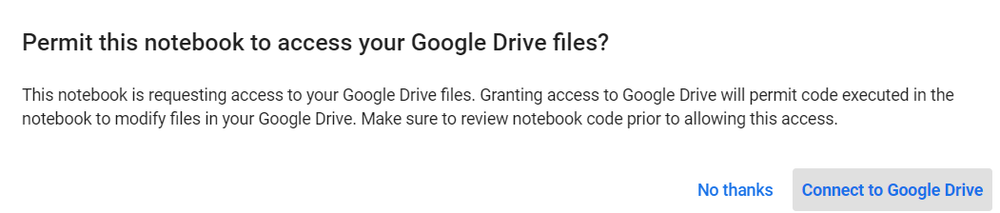 Permit this notebook to access your Google Drive files?
This notebook is requesting access to your Google Drive files. Granting access to Google Drive will permit code executed in the
notebook to modify files in your Google Drive. Make sure to review notebook code prior to allowing this access.
No thanks
Connect to Google Drive